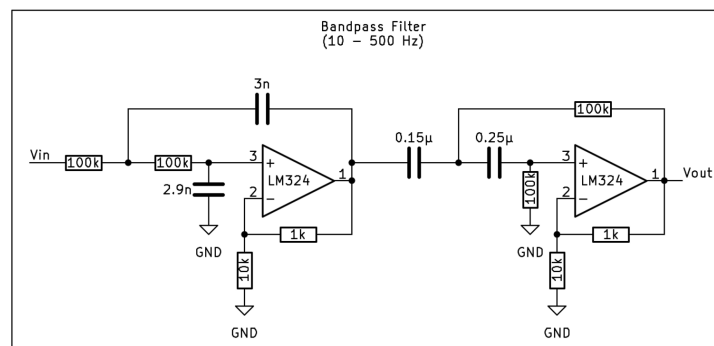 Bandpass Filter
(10 – 500 Hz)
3n
100k
0.15µ
0.25µ
Vin
100k
100k
3
+
LM324
1
2
−
2.9n
GND
1k
10k
GND
100k
GND
3
+
LM324
1
Vout
2
−
1k
10k
GND